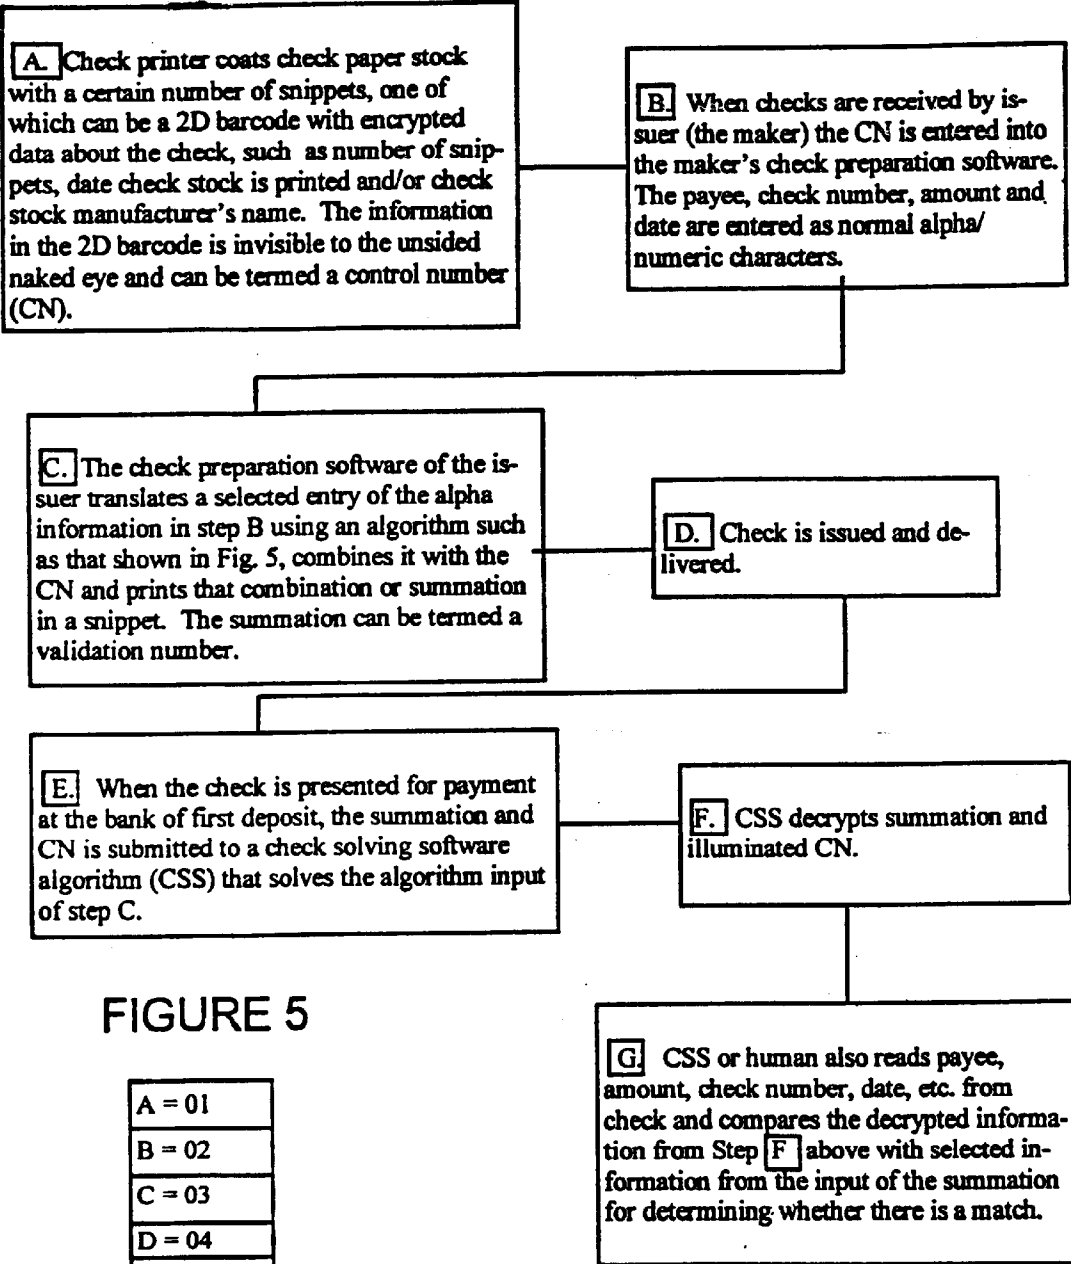 A. Check printer coats check paper stock
with a certain number of snippets, one of
which can be a 2D barcode with encrypted
data about the check, such as number of snip-
pets, date check stock is printed and/or check
stock manufacturer's name. The information
in the 2D barcode is invisible to the unsided
naked eye and can be termed a control number
(CN).
B. When checks are received by is-
suer (the maker) the CN is entered into
the maker's check preparation software.
The payee, check number, amount and
date are entered as normal alpha/
numeric characters.
C. The check preparation software of the is-
suer translates a selected entry of the alpha
information in step B using an algorithm such
as that shown in Fig. 5, combines it with the
CN and prints that combination or summation
in a snippet. The summation can be termed a
validation number.
D. Check is issued and de-
livered.
E. When the check is presented for payment
at the bank of first deposit, the summation and
CN is submitted to a check solving software
algorithm (CSS) that solves the algorithm input
of step C.
F. CSS decrypts summation and
illuminated CN.
G. CSS or human also reads payee,
amount, check number, date, etc. from
check and compares the decrypted informa-
tion from Step F above with selected in-
formation from the input of the summation
for determining whether there is a match.
FIGURE 5
A = 01
B = 02
C = 03
D = 04